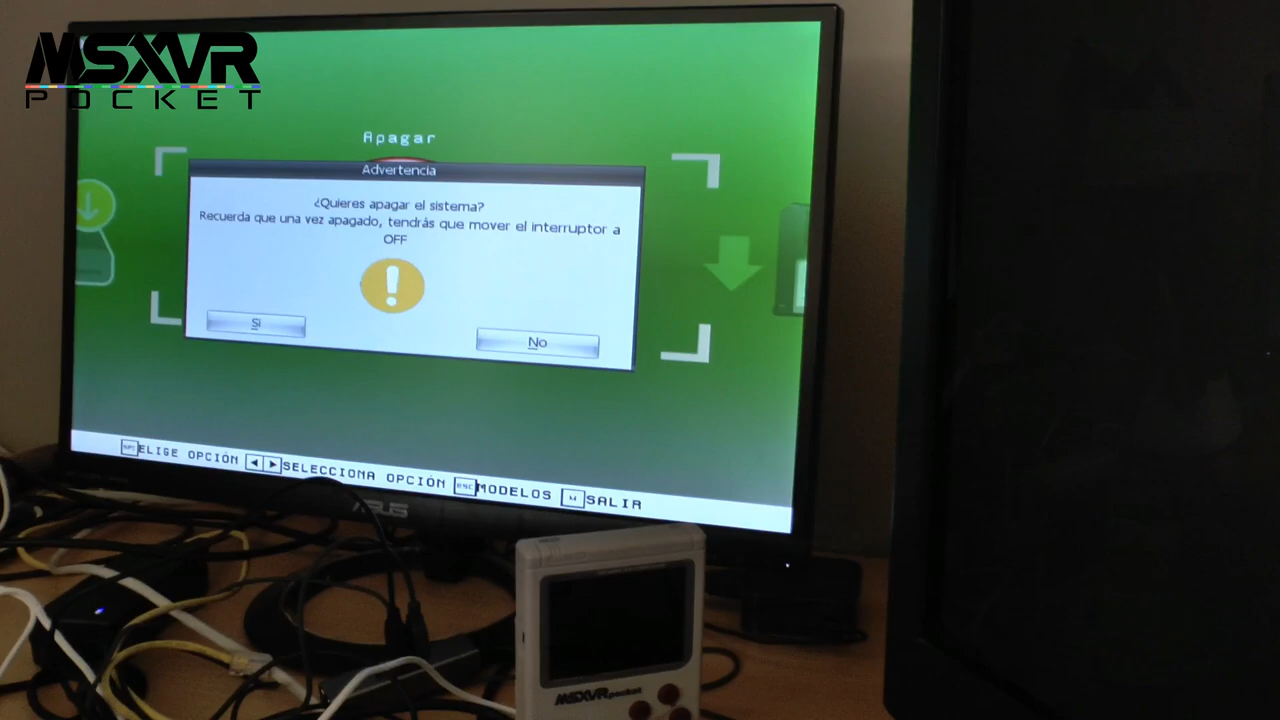 MSXVR
POCKET
Apagar
Advertencia
¿Quieres apagar el sistema?
Recuerda que una vez apagado, tendrás que mover el interruptor a
OFF
Si
No
ELIGE OPCIÓN SELECCIONA OPCIÓN ESC MODELOS M SALIR
ASUS
MSXVR pocket